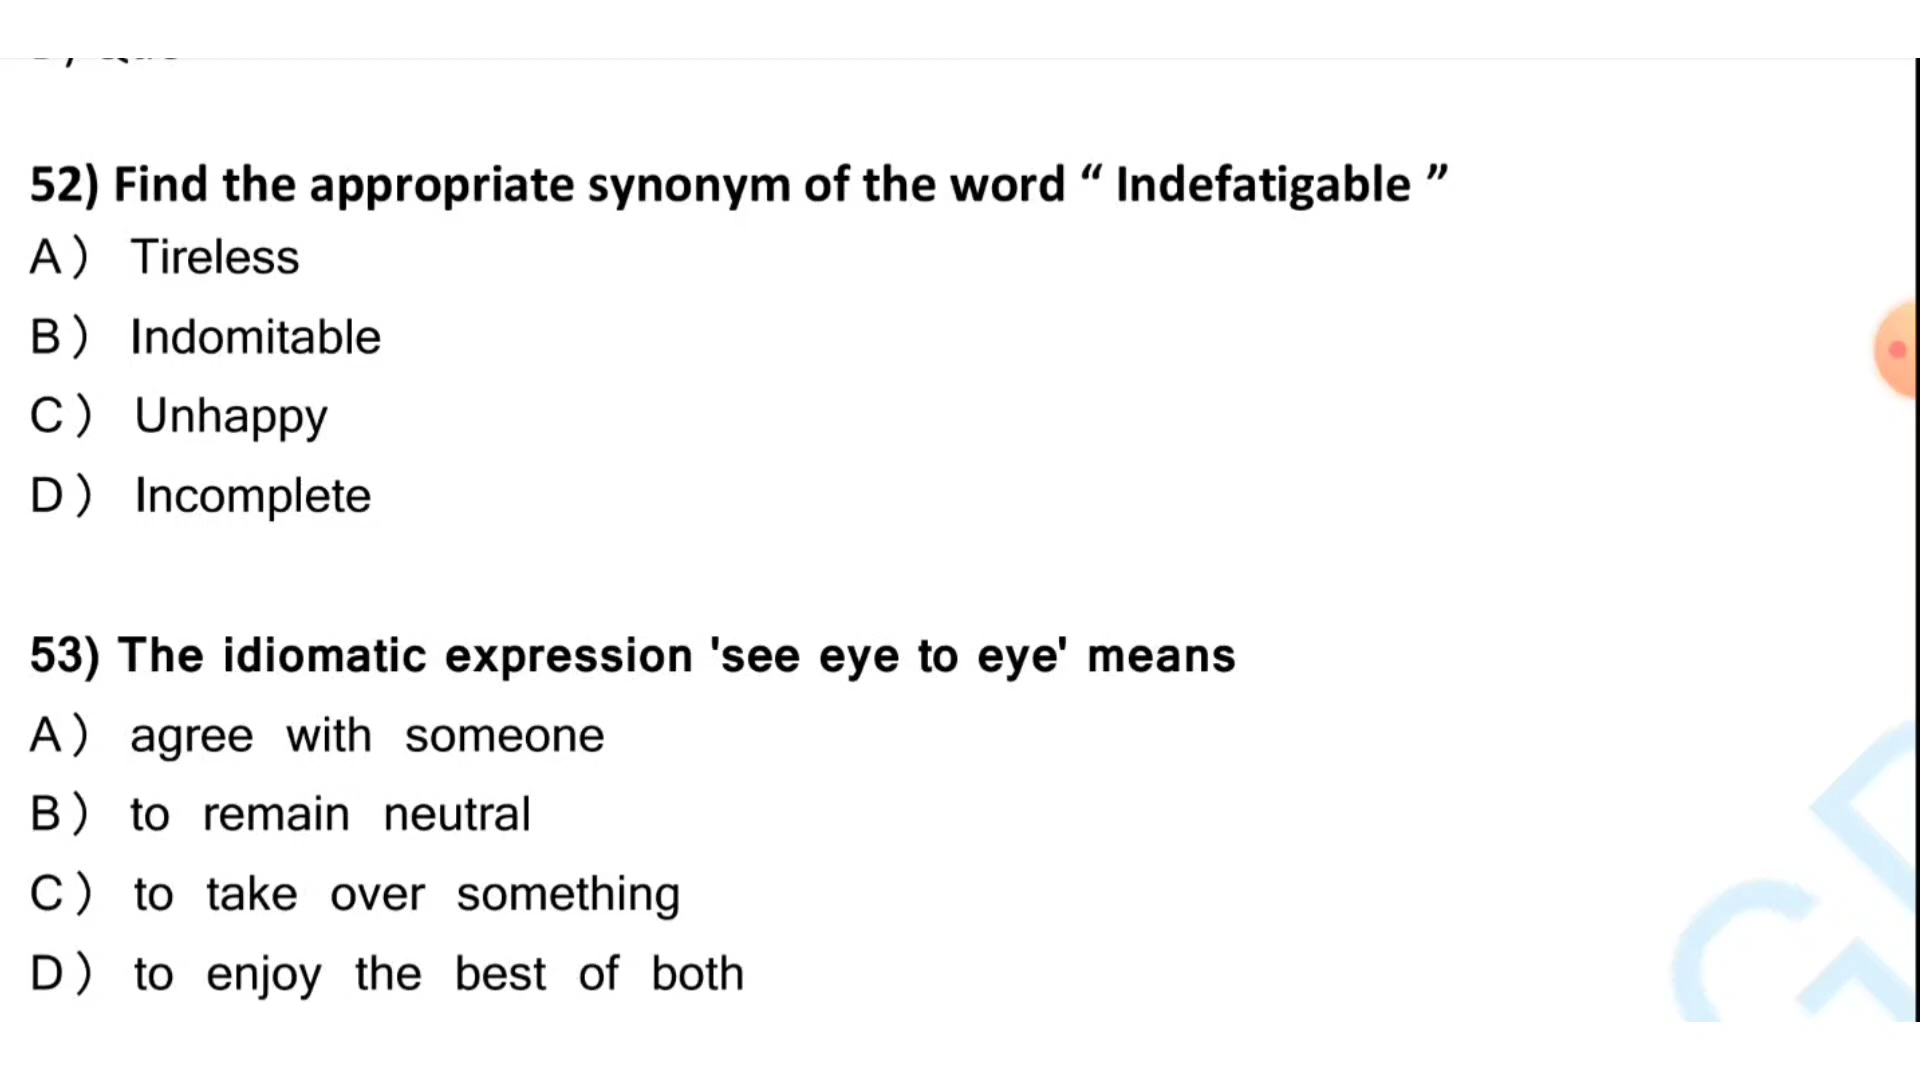 52) Find the appropriate synonym of the word “ Indefatigable ”
A) Tireless
B) Indomitable
C) Unhappy
D) Incomplete
53) The idiomatic expression 'see eye to eye' means
A) agree with someone
B) to remain neutral
C) to take over something
D) to enjoy the best of both